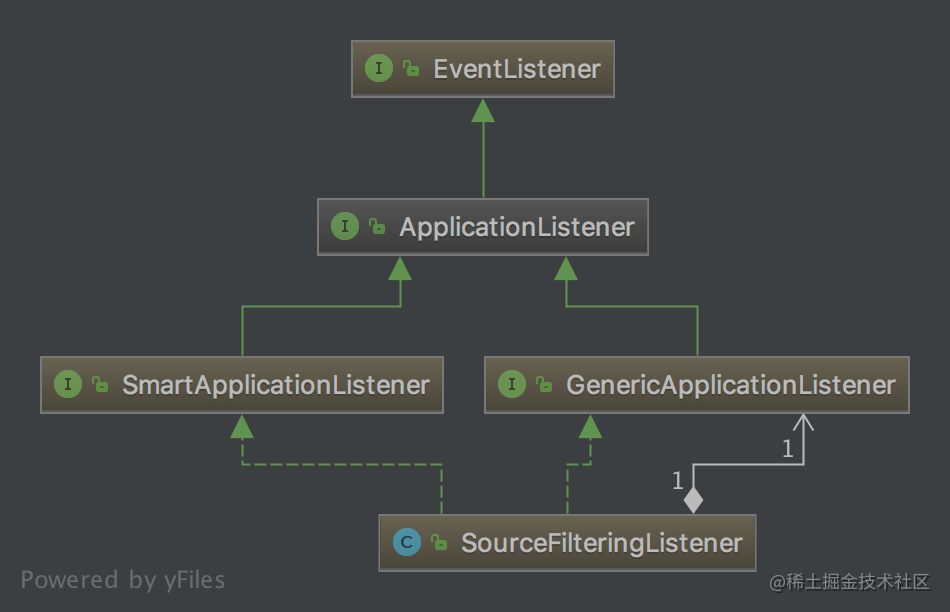 I EventListener
I ApplicationListener
I SmartApplicationListener
I GenericApplicationListener
1
1
C SourceFilteringListener
Powered by yFiles
@稀土掘金技术社区